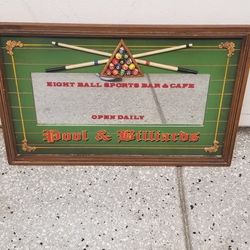 EIGHT BALL SPORTS BAR & CAFE
OPEN DAILY
Pool & Billiards